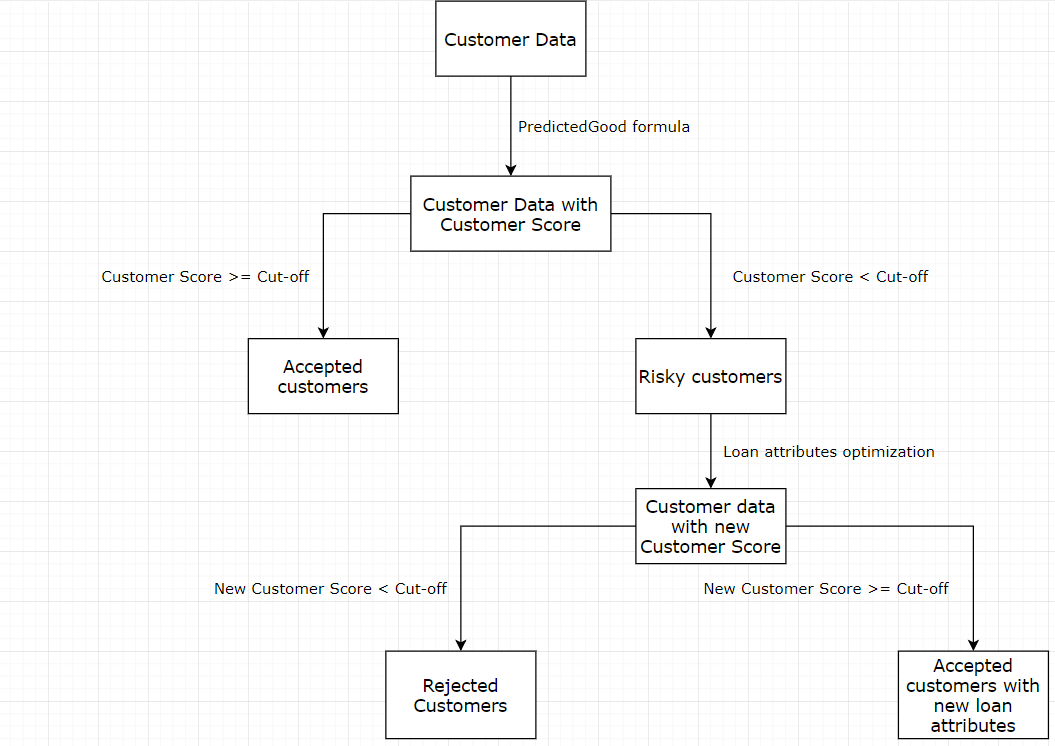 Customer Data
PredictedGood formula
Customer Data with
Customer Score
Customer Score >= Cut-off
Customer Score < Cut-off
Accepted
customers
Risky customers
Loan attributes optimization
Customer data
with new
Customer Score
New Customer Score < Cut-off
New Customer Score >= Cut-off
Rejected
Customers
Accepted
customers with
new loan
attributes